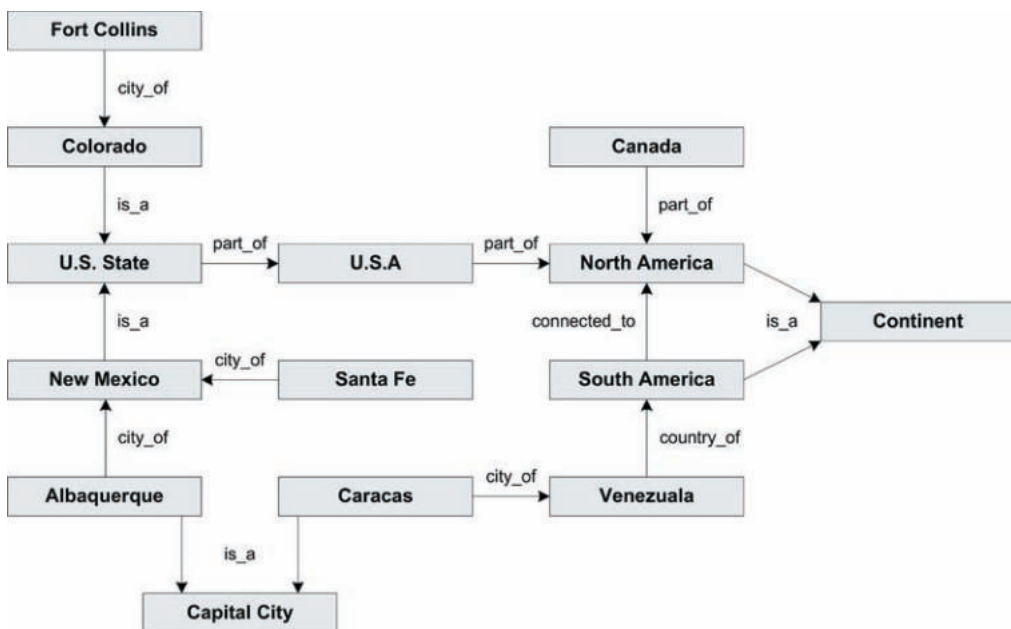 Fort Collins
city_of
Colorado
Canada
is_a
part_of
U.S. State
part_of
U.S.A
part_of
North America
is_a
connected_to
is_a
Continent
New Mexico
city_of
Santa Fe
South America
city_of
country_of
Albaquerque
Caracas
city_of
Venezuala
is_a
Capital City